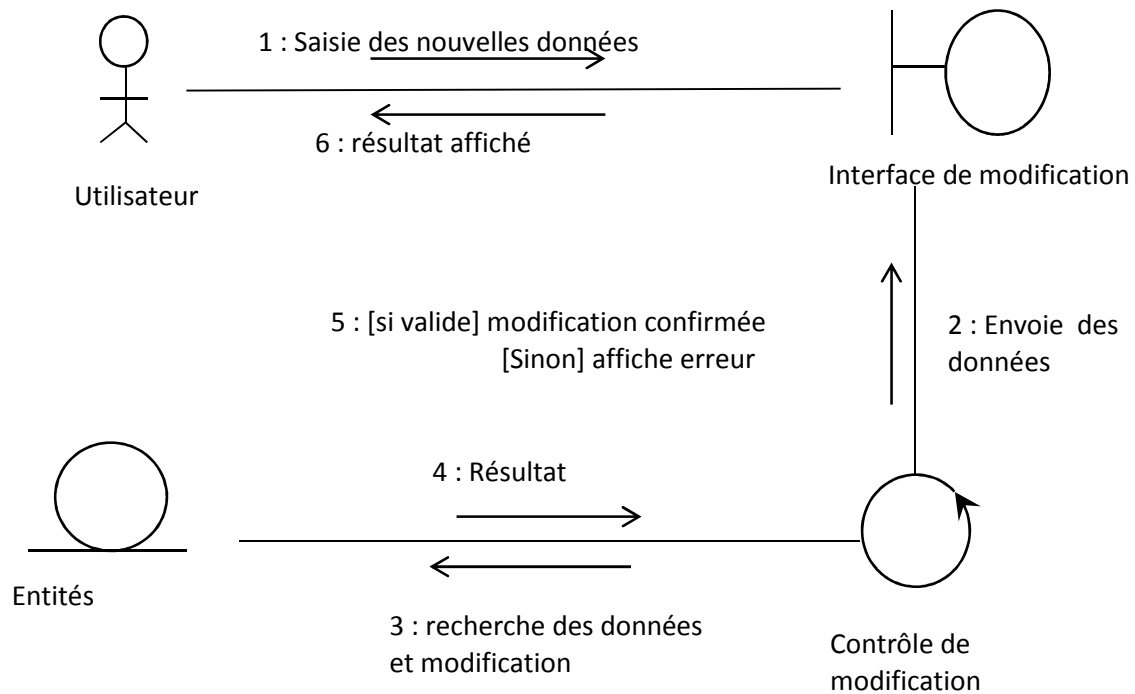 1 : Saisie des nouvelles données
6 : résultat affiché
Utilisateur
Interface de modification
5 : [si valide] modification confirmée
[Sinon] affiche erreur
2 : Envoie  des
données
4 : Résultat
Entités
3 : recherche des données
et modification
Contrôle de
modification